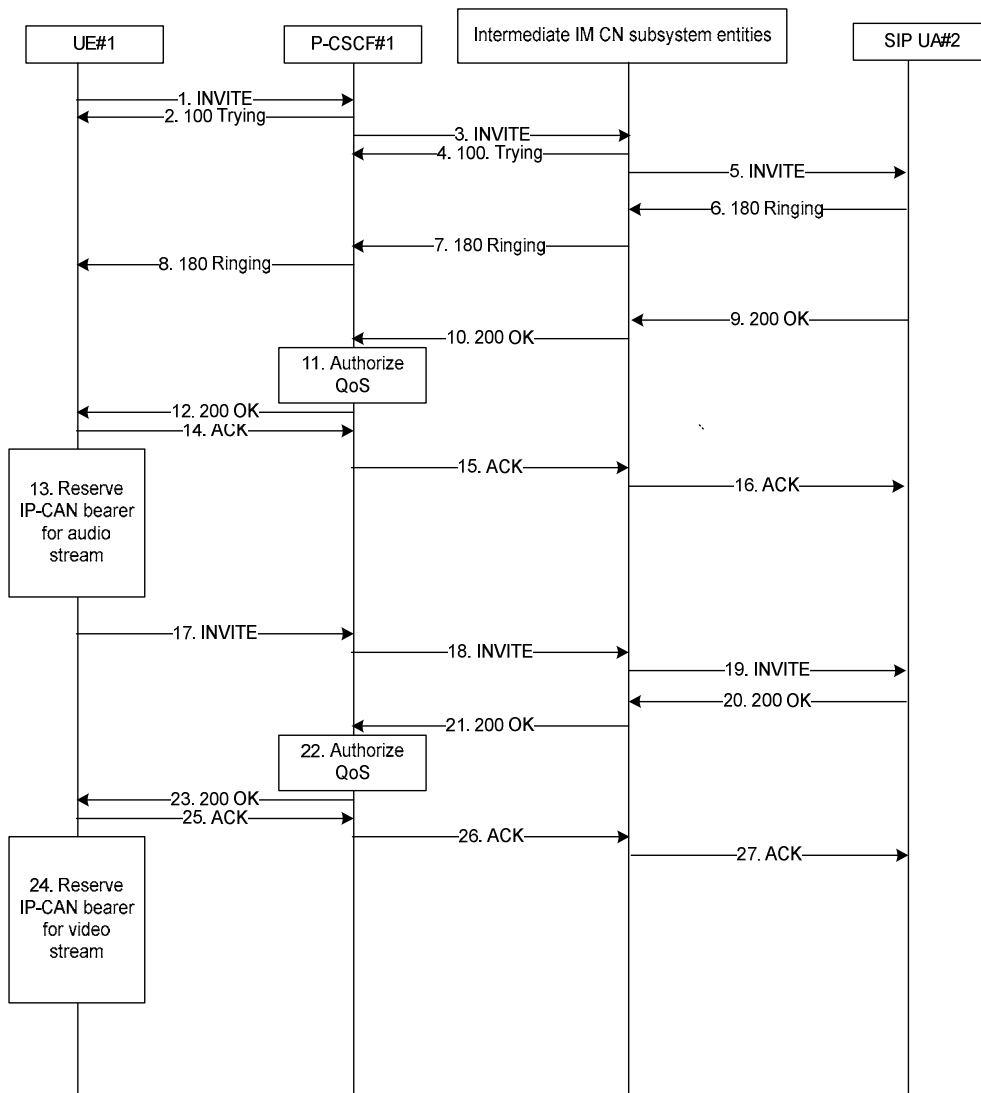 UE#1
P-CSCF#1
Intermediate IM CN subsystem entities
SIP UA#2
1. INVITE
2. 100 Trying
3. INVITE
4. 100. Trying
5. INVITE
6. 180 Ringing
7. 180 Ringing
8. 180 Ringing
9. 200 OK
10. 200 OK
11. Authorize
QoS
12. 200 OK
14. ACK
15. ACK
16. ACK
13. Reserve
IP-CAN bearer
for audio
stream
17. INVITE
18. INVITE
19. INVITE
20. 200 OK
21. 200 OK
22. Authorize
QoS
23. 200 OK
25. ACK
26. ACK
27. ACK
24. Reserve
IP-CAN bearer
for video
stream